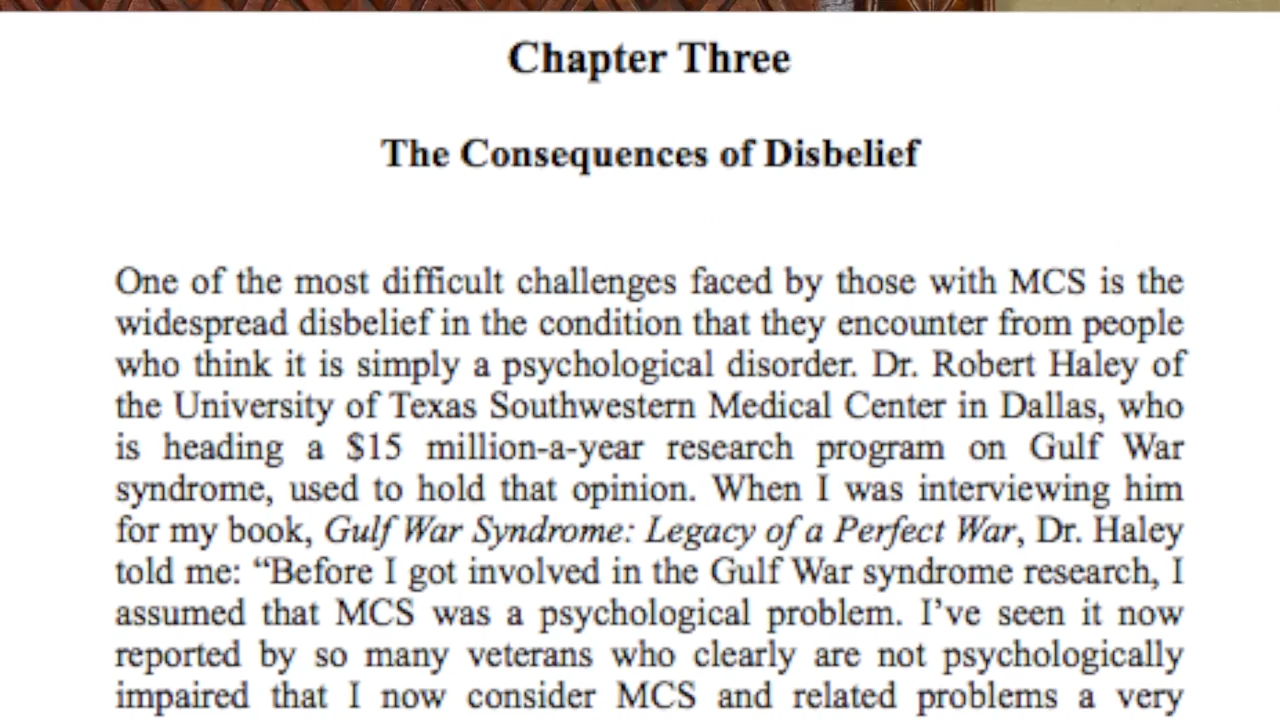 Chapter Three
The Consequences of Disbelief
One of the most difficult challenges faced by those with MCS is the
widespread disbelief in the condition that they encounter from people
who think it is simply a psychological disorder. Dr. Robert Haley of
the University of Texas Southwestern Medical Center in Dallas, who
is heading a $15 million-a-year research program on Gulf War
syndrome, used to hold that opinion. When I was interviewing him
for my book, Gulf War Syndrome: Legacy of a Perfect War, Dr. Haley
told me: “Before I got involved in the Gulf War syndrome research, I
assumed that MCS was a psychological problem. I’ve seen it now
reported by so many veterans who clearly are not psychologically
impaired that I now consider MCS and related problems a very